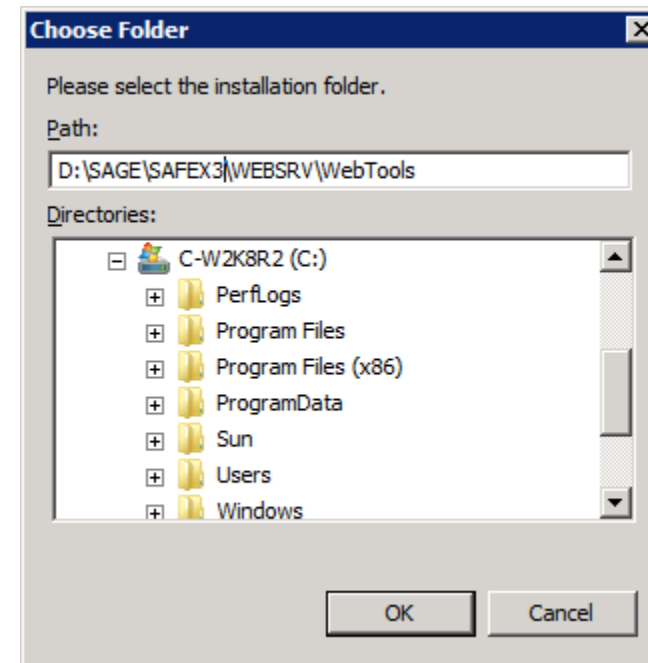 Choose Folder
Please select the installation folder.
Path:
D:\SAGE\SAFEX3\WEBSRV\WebTools
Directories:
C-W2K8R2 (C:)
PerfLogs
Program Files
Program Files (x86)
ProgramData
Sun
Users
Windows
OK Cancel